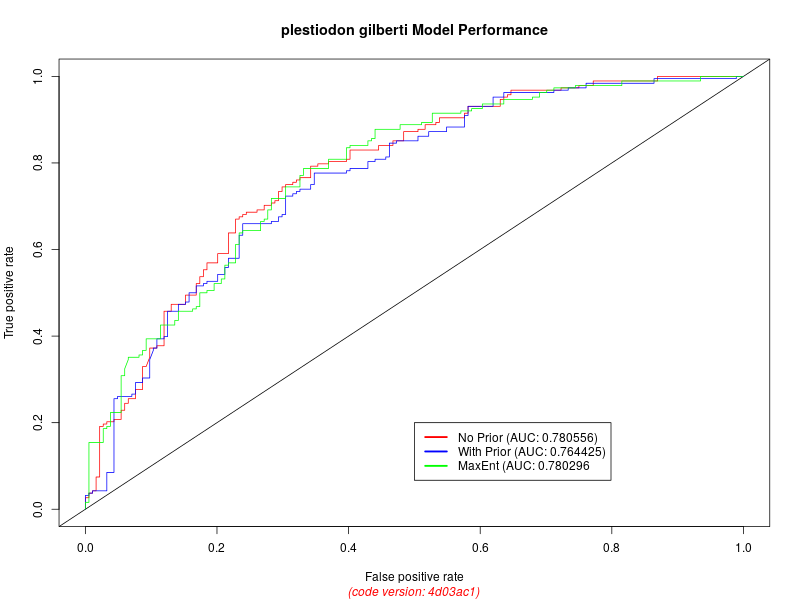 plestiodon gilberti Model Performance
True positive rate
1.0
0.8
0.6
0.4
0.2
0.0
No Prior (AUC: 0.780556)
With Prior (AUC: 0.764425)
MaxEnt (AUC: 0.780296
0.0 0.2 0.4 0.6 0.8 1.0
False positive rate
(code version: 4d03ac1)